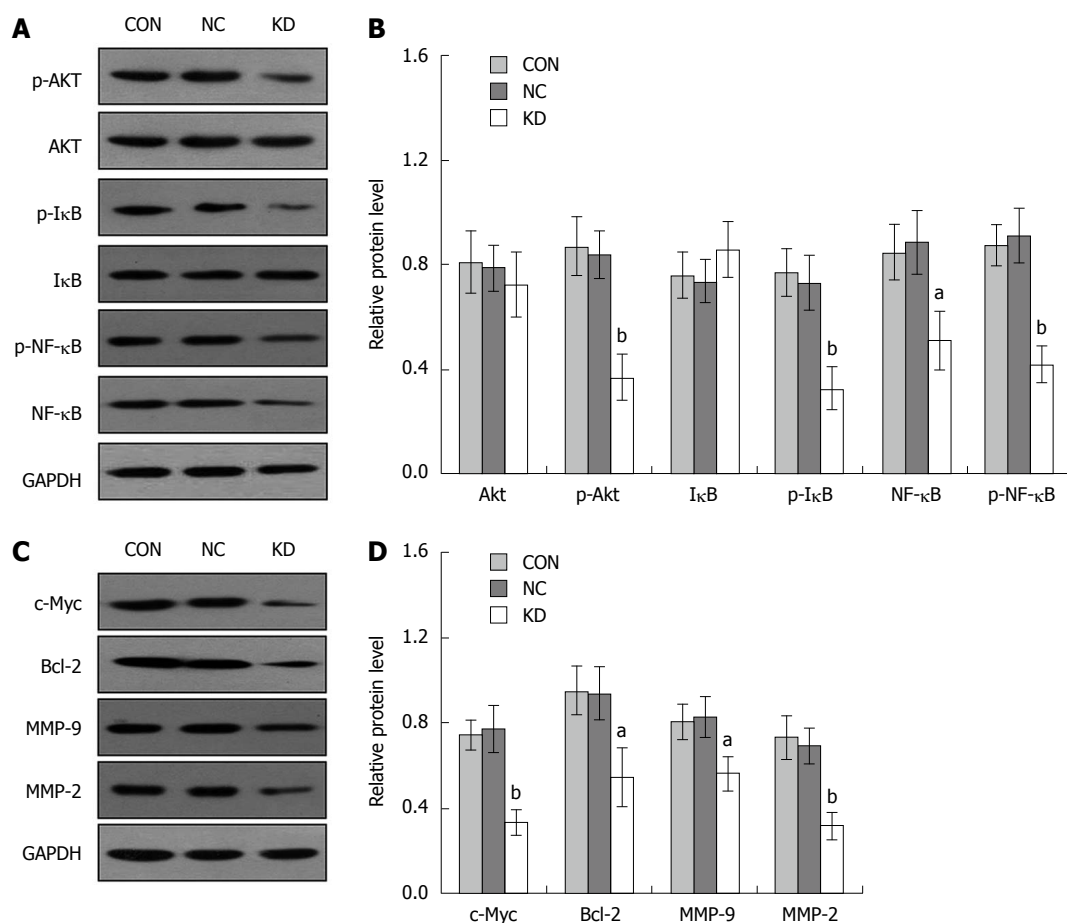 A
CON NC KD
p-AKT
AKT
p-IκB
IκB
p-NF-κB
NF-κB
GAPDH
B
Relative protein level
1.6
1.2
0.8
0.4
0.0
CON
NC
KD
b
b
a
b
Akt p-Akt IκB p-IκB NF-κB p-NF-κB
C
CON NC KD
c-Myc
Bcl-2
MMP-9
MMP-2
GAPDH
D
Relative protein level
1.6
1.2
0.8
0.4
0.0
CON
NC
KD
b
a
a
b
c-Myc Bcl-2 MMP-9 MMP-2